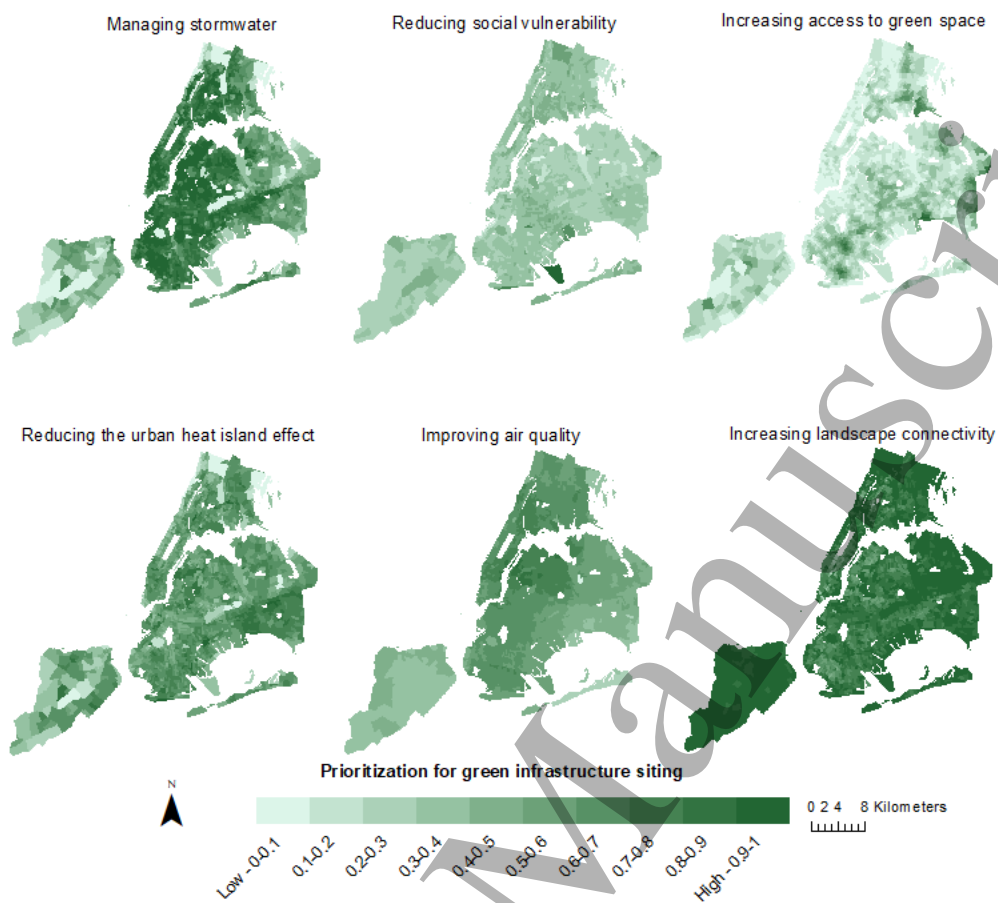 Managing stormwater
Reducing social vulnerability
Increasing access to green space
Reducing the urban heat island effect
Improving air quality
Increasing landscape connectivity
Prioritization for green infrastructure siting
N
0 2 4 8 Kilometers
Low - 0-0.1
0.1-0.2
0.2-0.3
0.3-0.4
0.4-0.5
0.5-0.6
0.6-0.7
0.7-0.8
0.8-0.9
High - 0.9-1
Manuscri